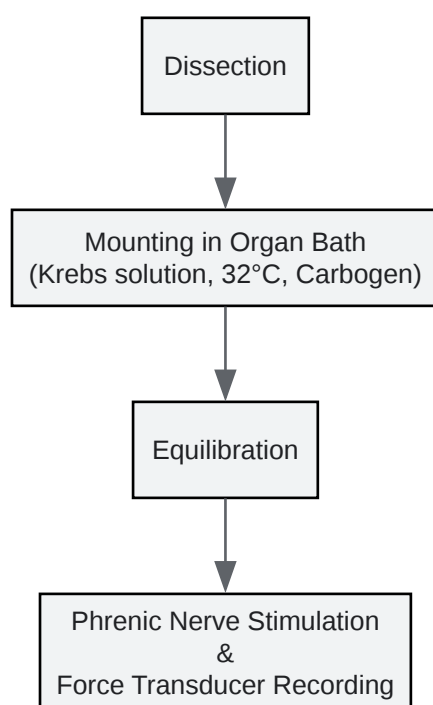 Dissection
Mounting in Organ Bath
(Krebs solution, 32°C, Carbogen)
Equilibration
Phrenic Nerve Stimulation
&
Force Transducer Recording